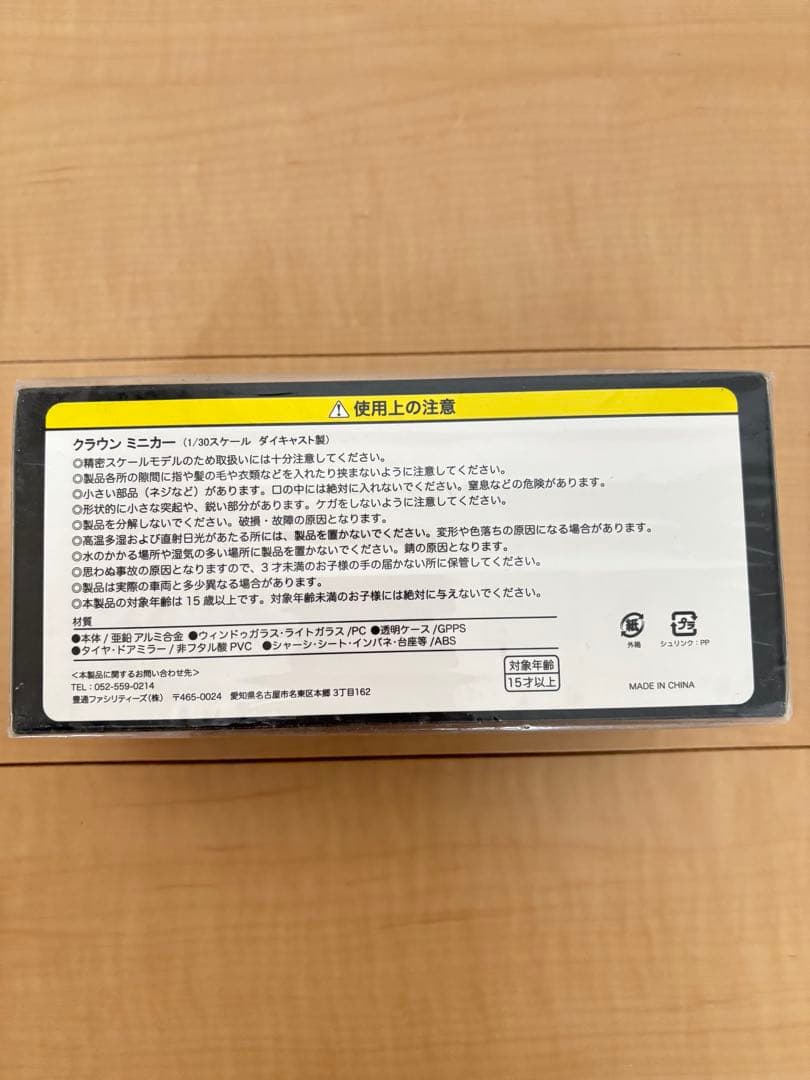 ⚠使用上の注意
クラウン ミニカー（1/30スケール ダイキャスト製）
◎精密スケールモデルのため取扱いには十分注意してください。
◎製品各所の隙間に指や髪の毛や衣類などを入れたり挟まないように注意してください。
◎小さい部品（ネジなど）があります。口の中には絶対に入れないでください。窒息などの危険があります。
◎形状的に小さな突起や、鋭い部分があります。ケガをしないように注意してください。
◎製品を分解しないでください。破損・故障の原因となります。
◎高温多湿および直射日光があたる所には、製品を置かないでください。変形や色落ちの原因になる場合があります。
◎水のかかる場所や湿気の多い場所に製品を置かないでください。錆の原因となります。
◎思わぬ事故の原因となりますので、3才未満のお子様の手の届かない所に保管してください。
◎製品は実際の車両と多少異なる場合があります。
◎本製品の対象年齢は15歳以上です。対象年齢未満のお子様には絶対に与えないでください。
材質
●本体/亜鉛アルミ合金 ●ウィンドゥガラス・ライトガラス/PC ●透明ケース/GPPS
●タイヤ・ドアミラー/非フタル酸PVC ●シャーシ・シート・インパネ・台座等/ABS
<本製品に関するお問い合わせ先>
TEL：052-559-0214
豊通ファシリティーズ（株） 〒465-0024 愛知県名古屋市名東区本郷3丁目162
対象年齢
15才以上
紙
外箱
プラ
シュリンク：PP
MADE IN CHINA